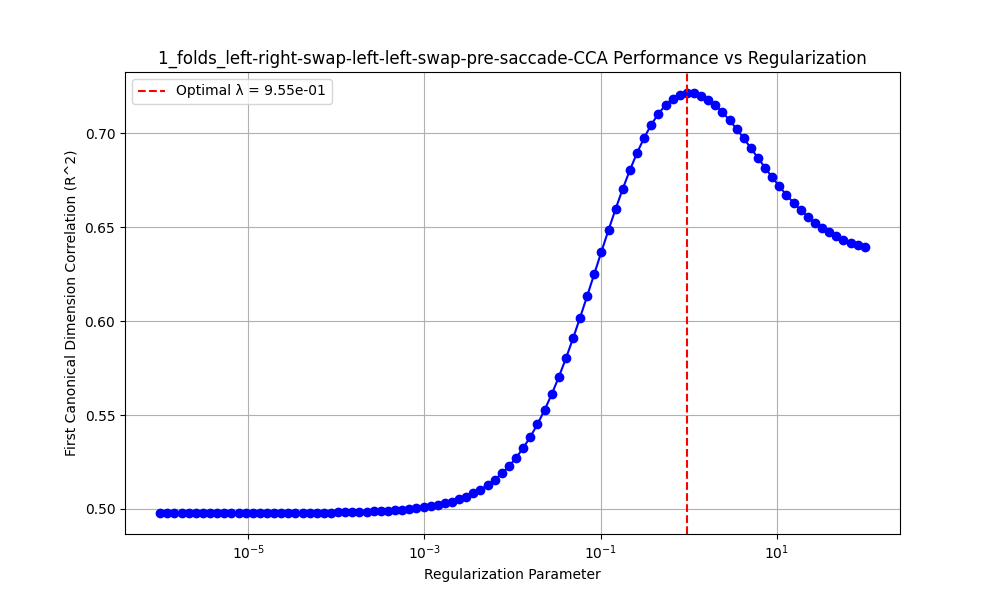 1_folds_left-right-swap-left-left-swap-pre-saccade-CCA Performance vs Regularization
Optimal λ = 9.55e-01
First Canonical Dimension Correlation (R^2)
0.70
0.65
0.60
0.55
0.50
10⁻⁵ 10⁻³ 10⁻¹ 10¹
Regularization Parameter